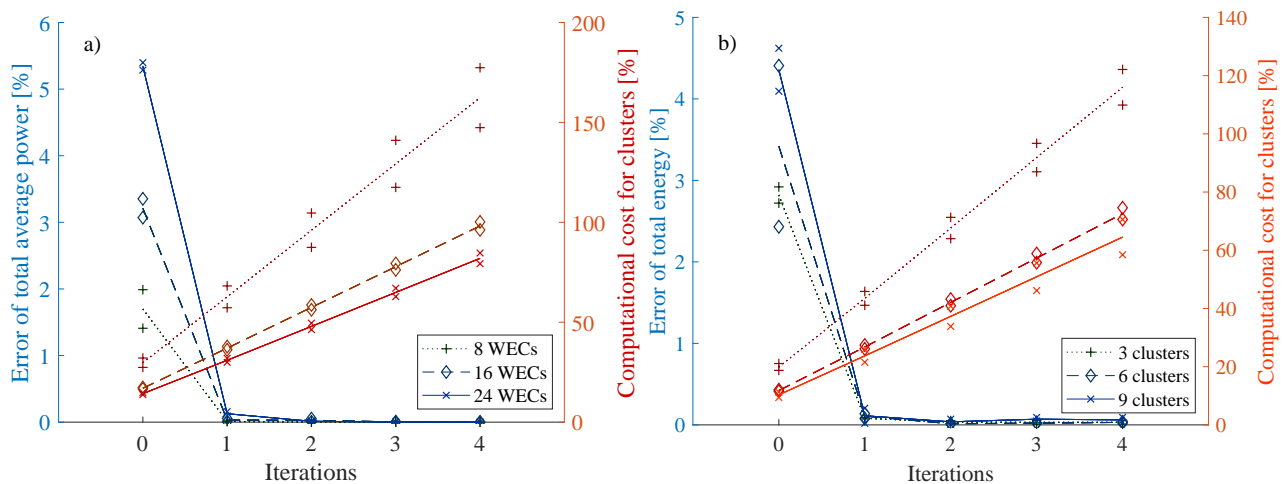 a)
Error of total average power [%]
6
5
4
3
2
1
0
200
150
100
50
0
Computational cost for clusters [%]
8 WECs
16 WECs
24 WECs
0 1 2 3 4
Iterations
b)
Error of total energy [%]
5
4
3
2
1
0
140
120
100
80
60
40
20
0
Computational cost for clusters [%]
3 clusters
6 clusters
9 clusters
0 1 2 3 4
Iterations